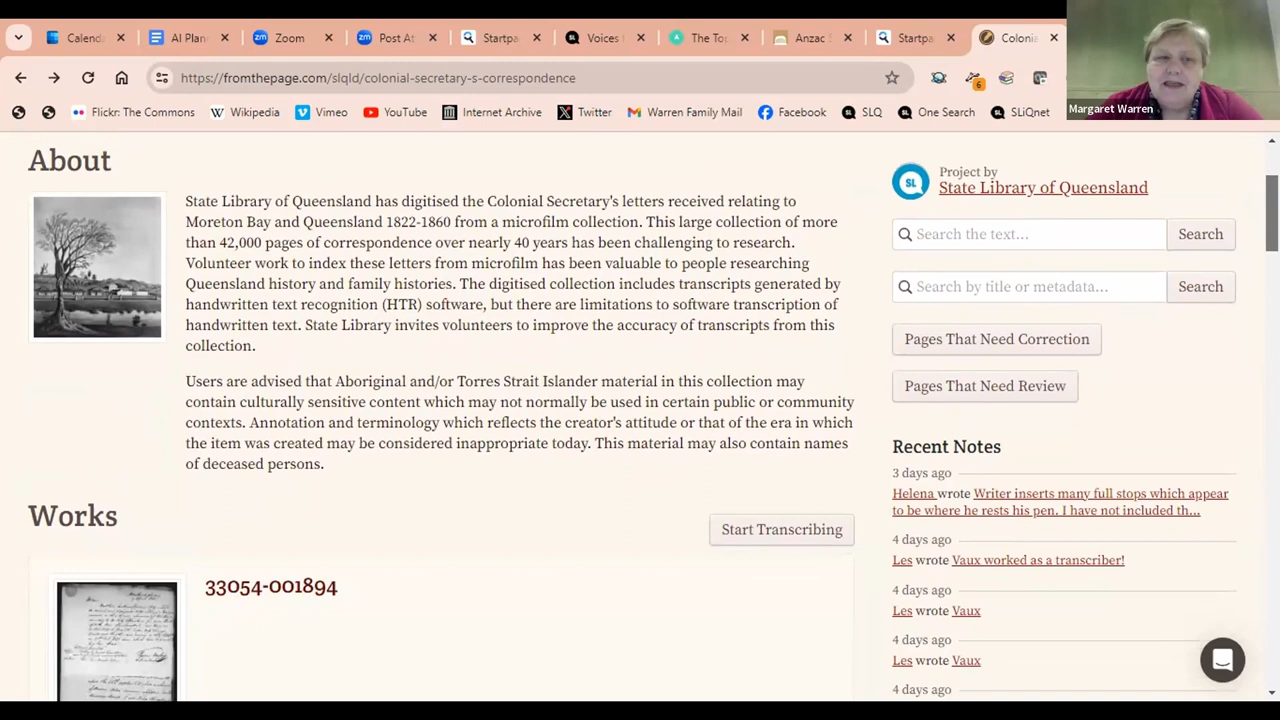 Calenda
AI Plan
Zoom
Post At
Startpa
Voices
The To
Anzac
Startpa
Colonia
https://fromthepage.com/slqld/colonial-secretary-s-correspondence
6
Flickr: The Commons
Wikipedia
Vimeo
YouTube
Internet Archive
Twitter
Warren Family Mail
Facebook
SLQ
One Search
SLiQnet
Margaret Warren
About
State Library of Queensland has digitised the Colonial Secretary's letters received relating to
Moreton Bay and Queensland 1822-1860 from a microfilm collection. This large collection of more
than 42,000 pages of correspondence over nearly 40 years has been challenging to research.
Volunteer work to index these letters from microfilm has been valuable to people researching
Queensland history and family histories. The digitised collection includes transcripts generated by
handwritten text recognition (HTR) software, but there are limitations to software transcription of
handwritten text. State Library invites volunteers to improve the accuracy of transcripts from this
collection.
Users are advised that Aboriginal and/or Torres Strait Islander material in this collection may
contain culturally sensitive content which may not normally be used in certain public or community
contexts. Annotation and terminology which reflects the creator's attitude or that of the era in which
the item was created may be considered inappropriate today. This material may also contain names
of deceased persons.
Works
Start Transcribing
33054-001894
SL
Project by
State Library of Queensland
Search the text...
Search
Search by title or metadata...
Search
Pages That Need Correction
Pages That Need Review
Recent Notes
3 days ago
Helena wrote Writer inserts many full stops which appear
to be where he rests his pen. I have not included th...
4 days ago
Les wrote Vaux worked as a transcriber!
4 days ago
Les wrote Vaux
4 days ago
Les wrote Vaux
4 days ago